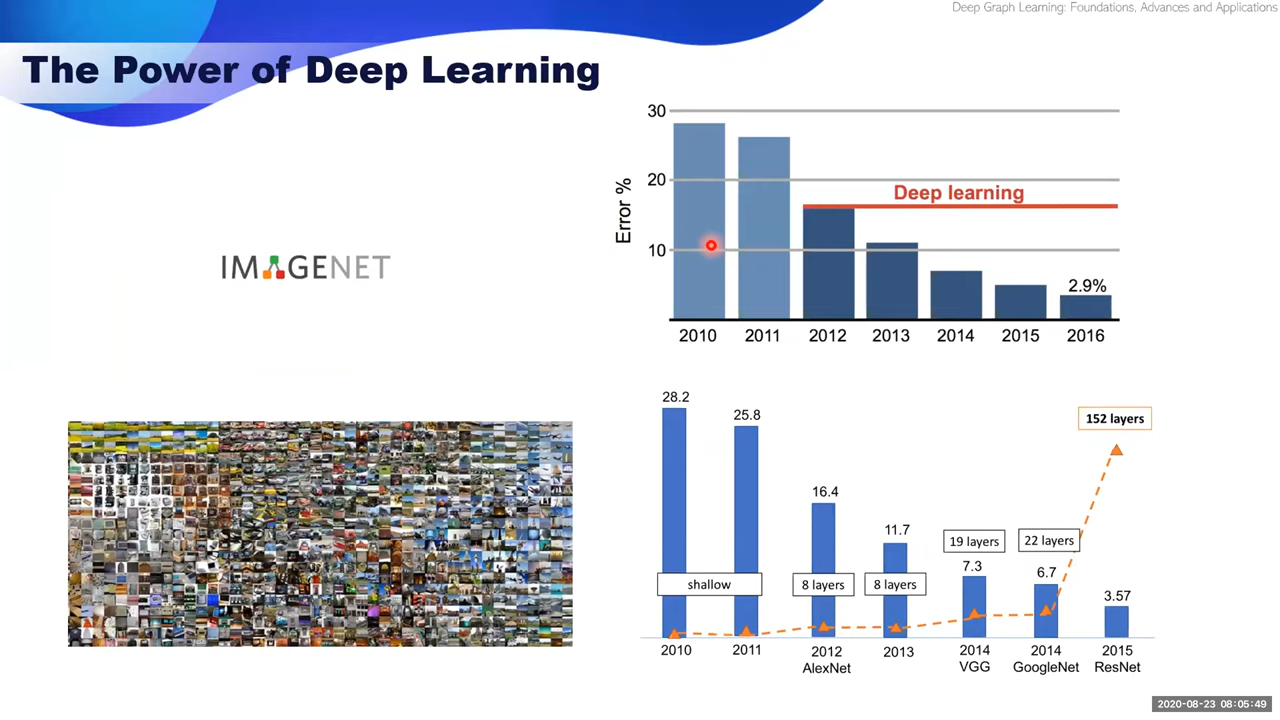 Deep Graph Learning: Foundations, Advances and Applications
The Power of Deep Learning
IMAGENET
30
20
10
Error %
Deep learning
2.9%
2010 2011 2012 2013 2014 2015 2016
28.2
25.8
16.4
11.7
7.3
6.7
3.57
shallow
8 layers
8 layers
19 layers
22 layers
152 layers
2010 2011 2012 2013 2014 2014 2015
AlexNet VGG GoogleNet ResNet
2020-08-23 08:05:49